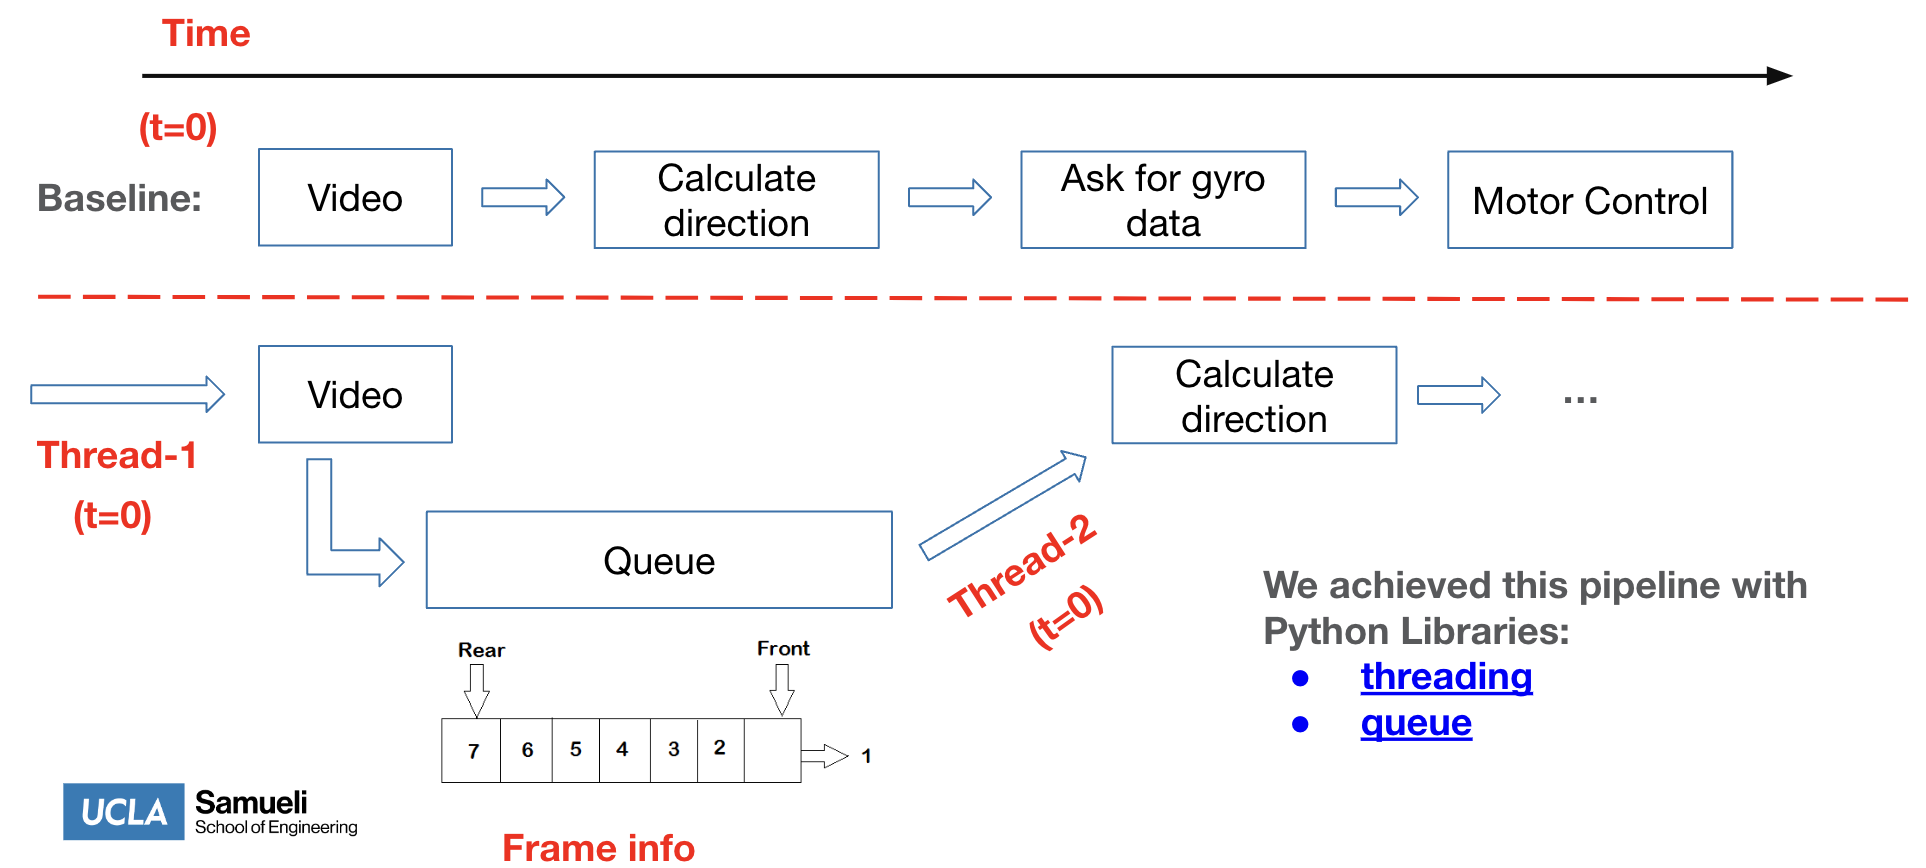 Time
(t=0)
Baseline:
Video
Calculate
direction
Ask for gyro
data
Motor Control
Thread-1
(t=0)
Video
Queue
Thread-2
(t=0)
Calculate
direction
...
Rear
Front
7 6 5 4 3 2
1
Frame info
We achieved this pipeline with
Python Libraries:
● threading
● queue
UCLA
Samueli
School of Engineering